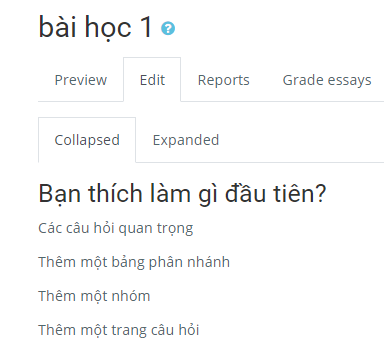 bài học 1
Preview Edit Reports Grade essays
Collapsed Expanded
Bạn thích làm gì đầu tiên?
Các câu hỏi quan trọng
Thêm một bảng phân nhánh
Thêm một nhóm
Thêm một trang câu hỏi